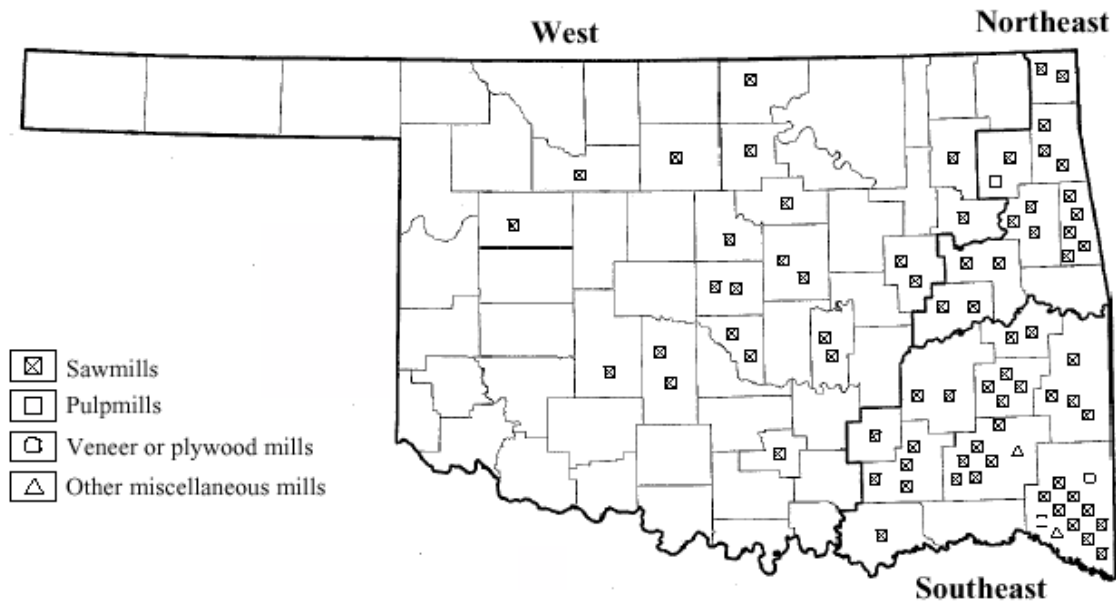 West
Northeast
Sawmills
Pulpmills
Veneer or plywood mills
Other miscellaneous mills
Southeast